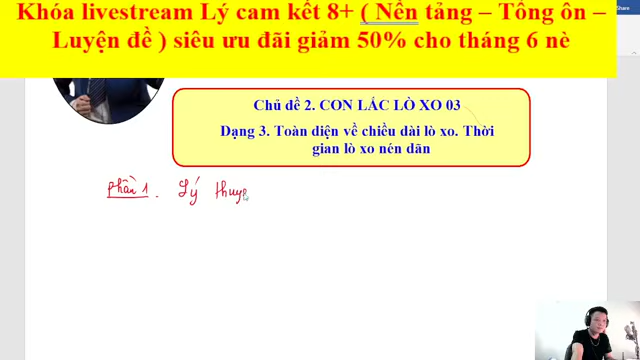 Khóa livestream Lý cam kết 8+ ( Nền tảng – Tổng ôn –
Luyện đề ) siêu ưu đãi giảm 50% cho tháng 6 nè
Share
Chủ đề 2. CON LẮC LÒ XO 03
Dạng 3. Toàn diện về chiều dài lò xo. Thời
gian lò xo nén dãn
Phần 1. Lý thuyê